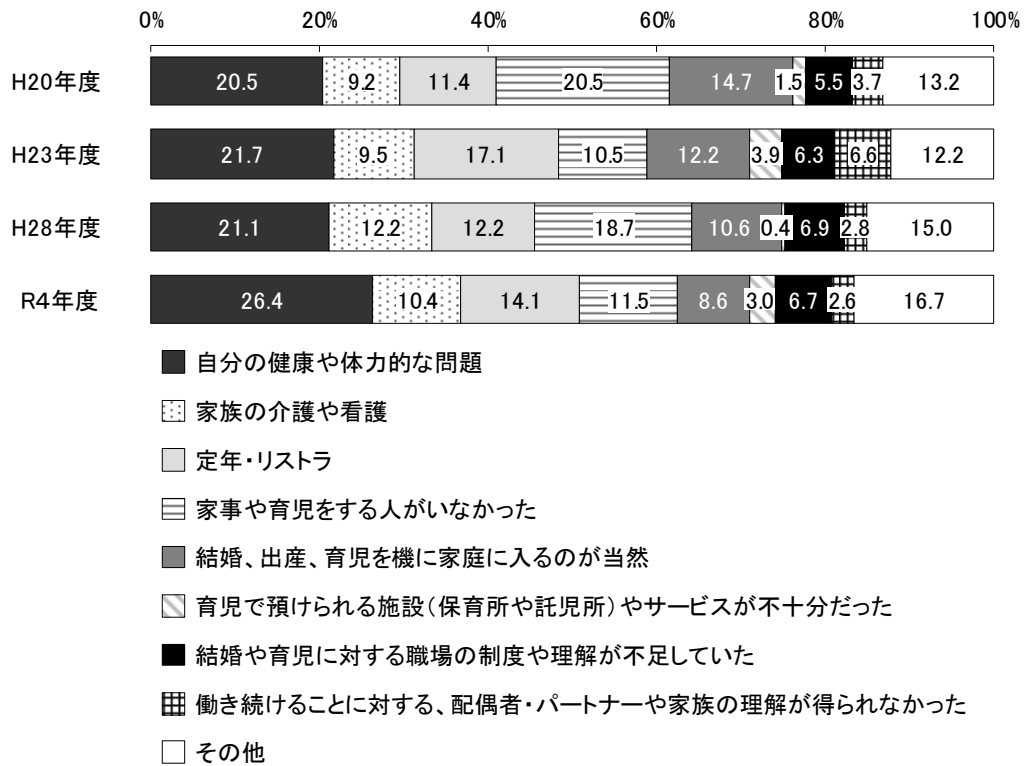 0% 20% 40% 60% 80% 100%
H20年度 20.5 9.2 11.4 20.5 14.7 1.5 5.5 3.7 13.2
H23年度 21.7 9.5 17.1 10.5 12.2 3.9 6.3 6.6 12.2
H28年度 21.1 12.2 12.2 18.7 10.6 0.4 6.9 2.8 15.0
R4年度 26.4 10.4 14.1 11.5 8.6 3.0 6.7 2.6 16.7
自分の健康や体力的な問題
家族の介護や看護
定年・リストラ
家事や育児をする人がいなかった
結婚、出産、育児を機に家庭に入るのが当然
育児で預けられる施設(保育所や託児所)やサービスが不十分だった
結婚や育児に対する職場の制度や理解が不足していた
働き続けることに対する、配偶者・パートナーや家族の理解が得られなかった
その他